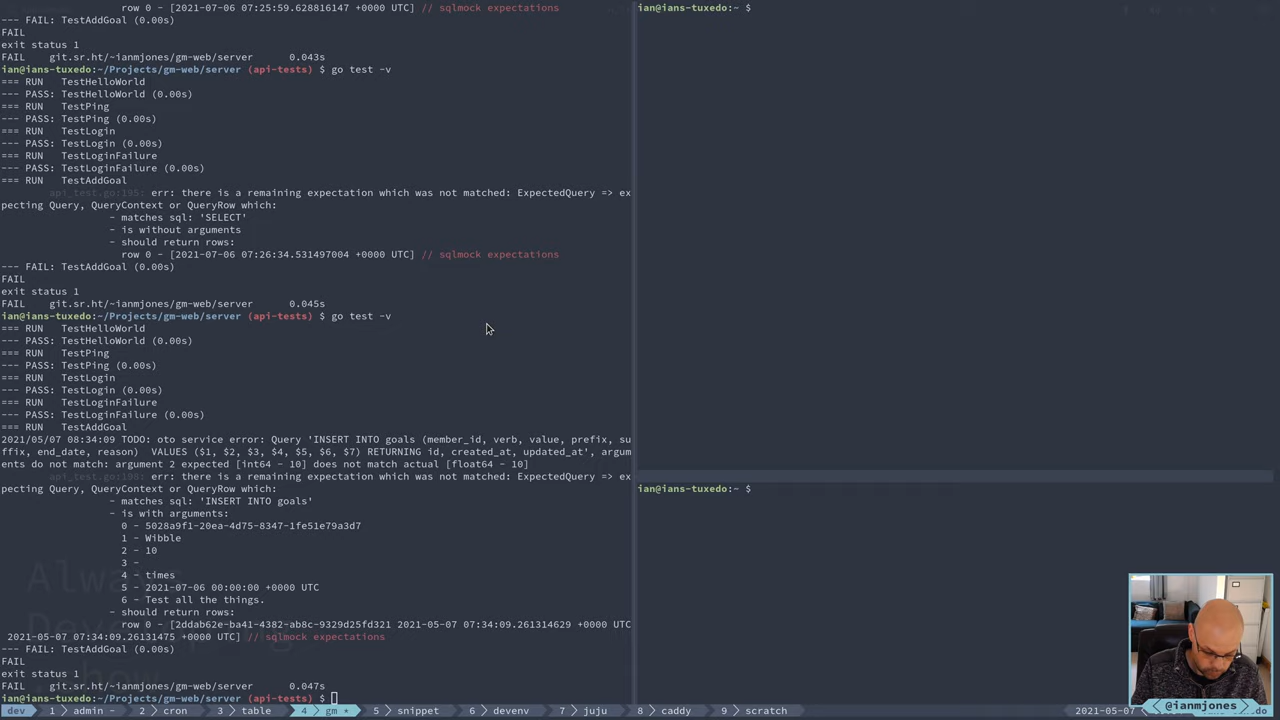 row 0 - [2021-07-06 07:25:59.628816147 +0000 UTC] // sqlmock expectations
--- FAIL: TestAddGoal (0.00s)
FAIL
exit status 1
FAIL    git.sr.ht/~ianmjones/gm-web/server      0.043s
ian@ians-tuxedo:~/Projects/gm-web/server (api-tests) $ go test -v
=== RUN   TestHelloWorld
--- PASS: TestHelloWorld (0.00s)
=== RUN   TestPing
--- PASS: TestPing (0.00s)
=== RUN   TestLogin
--- PASS: TestLogin (0.00s)
=== RUN   TestLoginFailure
--- PASS: TestLoginFailure (0.00s)
=== RUN   TestAddGoal
api_test.go:195: err: there is a remaining expectation which was not matched: ExpectedQuery => ex
pecting Query, QueryContext or QueryRow which:
- matches sql: 'SELECT'
- is without arguments
- should return rows:
row 0 - [2021-07-06 07:26:34.531497004 +0000 UTC] // sqlmock expectations
--- FAIL: TestAddGoal (0.00s)
FAIL
exit status 1
FAIL    git.sr.ht/~ianmjones/gm-web/server      0.045s
ian@ians-tuxedo:~/Projects/gm-web/server (api-tests) $ go test -v
=== RUN   TestHelloWorld
--- PASS: TestHelloWorld (0.00s)
=== RUN   TestPing
--- PASS: TestPing (0.00s)
=== RUN   TestLogin
--- PASS: TestLogin (0.00s)
=== RUN   TestLoginFailure
--- PASS: TestLoginFailure (0.00s)
=== RUN   TestAddGoal
2021/05/07 08:34:09 TODO: oto service error: Query 'INSERT INTO goals (member_id, verb, value, prefix, su
ffix, end_date, reason)  VALUES ($1, $2, $3, $4, $5, $6, $7) RETURNING id, created_at, updated_at', argum
ents do not match: argument 2 expected [int64 - 10] does not match actual [float64 - 10]
api_test.go:195: err: there is a remaining expectation which was not matched: ExpectedQuery => ex
pecting Query, QueryContext or QueryRow which:
- matches sql: 'INSERT INTO goals'
- is with arguments:
0 - 5028a9f1-20ea-4d75-8347-1fe51e79a3d7
1 - Wibble
2 - 10
3 -
4 - times
5 - 2021-07-06 00:00:00 +0000 UTC
6 - Test all the things.
- should return rows:
row 0 - [2ddab62e-ba41-4382-ab8c-9329d25fd321 2021-05-07 07:34:09.261314629 +0000 UTC
2021-05-07 07:34:09.26131475 +0000 UTC] // sqlmock expectations
--- FAIL: TestAddGoal (0.00s)
FAIL
exit status 1
FAIL    git.sr.ht/~ianmjones/gm-web/server      0.047s
ian@ians-tuxedo:~/Projects/gm-web/server (api-tests) $
ian@ians-tuxedo:~ $
ian@ians-tuxedo:~ $
dev 1 admin - 2 cron 3 table 4 gm * 5 snippet 6 devenv 7 juju 8 caddy 9 scratch 2021-05-07
@ianmjones